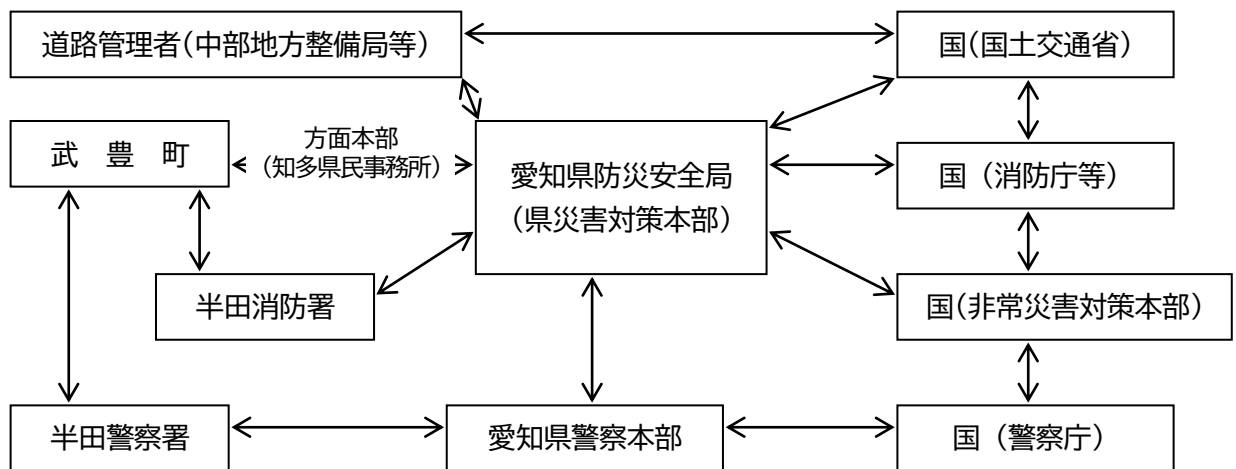 道路管理者(中部地方整備局等)
国(国土交通省)
武　豊　町
方面本部
(知多県民事務所)
愛知県防災安全局
(県災害対策本部)
国 (消防庁等)
半田消防署
国(非常災害対策本部)
半田警察署
愛知県警察本部
国 (警察庁)